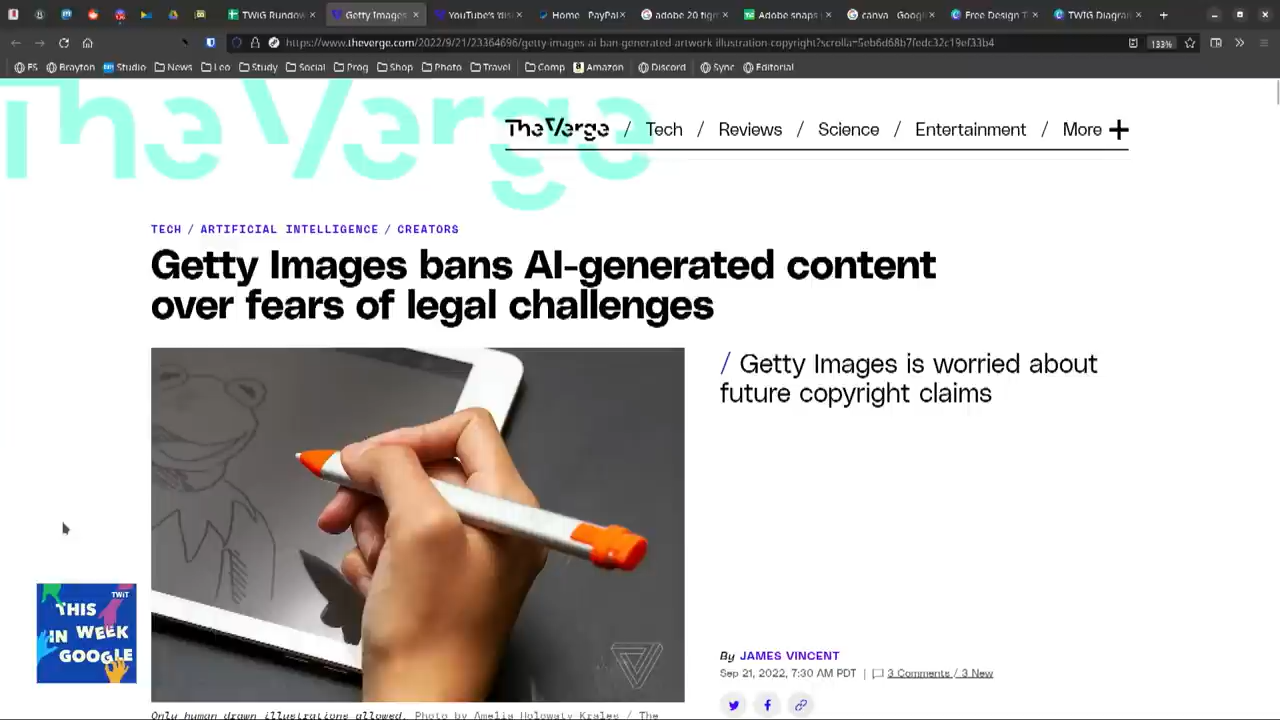 TWiG Rundow
Getty Images
YouTube's 'dis
Home - PayPal
adobe 20 figm
Adobe snaps
canva - Googl
Free Design T
TWiG Diagran
https://www.theverge.com/2022/9/21/23364696/getty-images-ai-ban-generated-artwork-illustration-copyright?scrolla=5eb6d68b7fedc32c19ef33b4
133%
F5 Brayton Studio News Leo Study Social Prog Shop Photo Travel Comp Amazon Discord Sync Editorial
The Verge
The Verge / Tech / Reviews / Science / Entertainment / More +
TECH / ARTIFICIAL INTELLIGENCE / CREATORS
Getty Images bans AI-generated content
over fears of legal challenges
/ Getty Images is worried about
future copyright claims
TWiT
THIS
IN WEEK
GOOGLE
By JAMES VINCENT
Sep 21, 2022, 7:30 AM PDT | 3 Comments / 3 New
Only human drawn illustrations allowed. Photo by Amelia Holowaty Krales / The